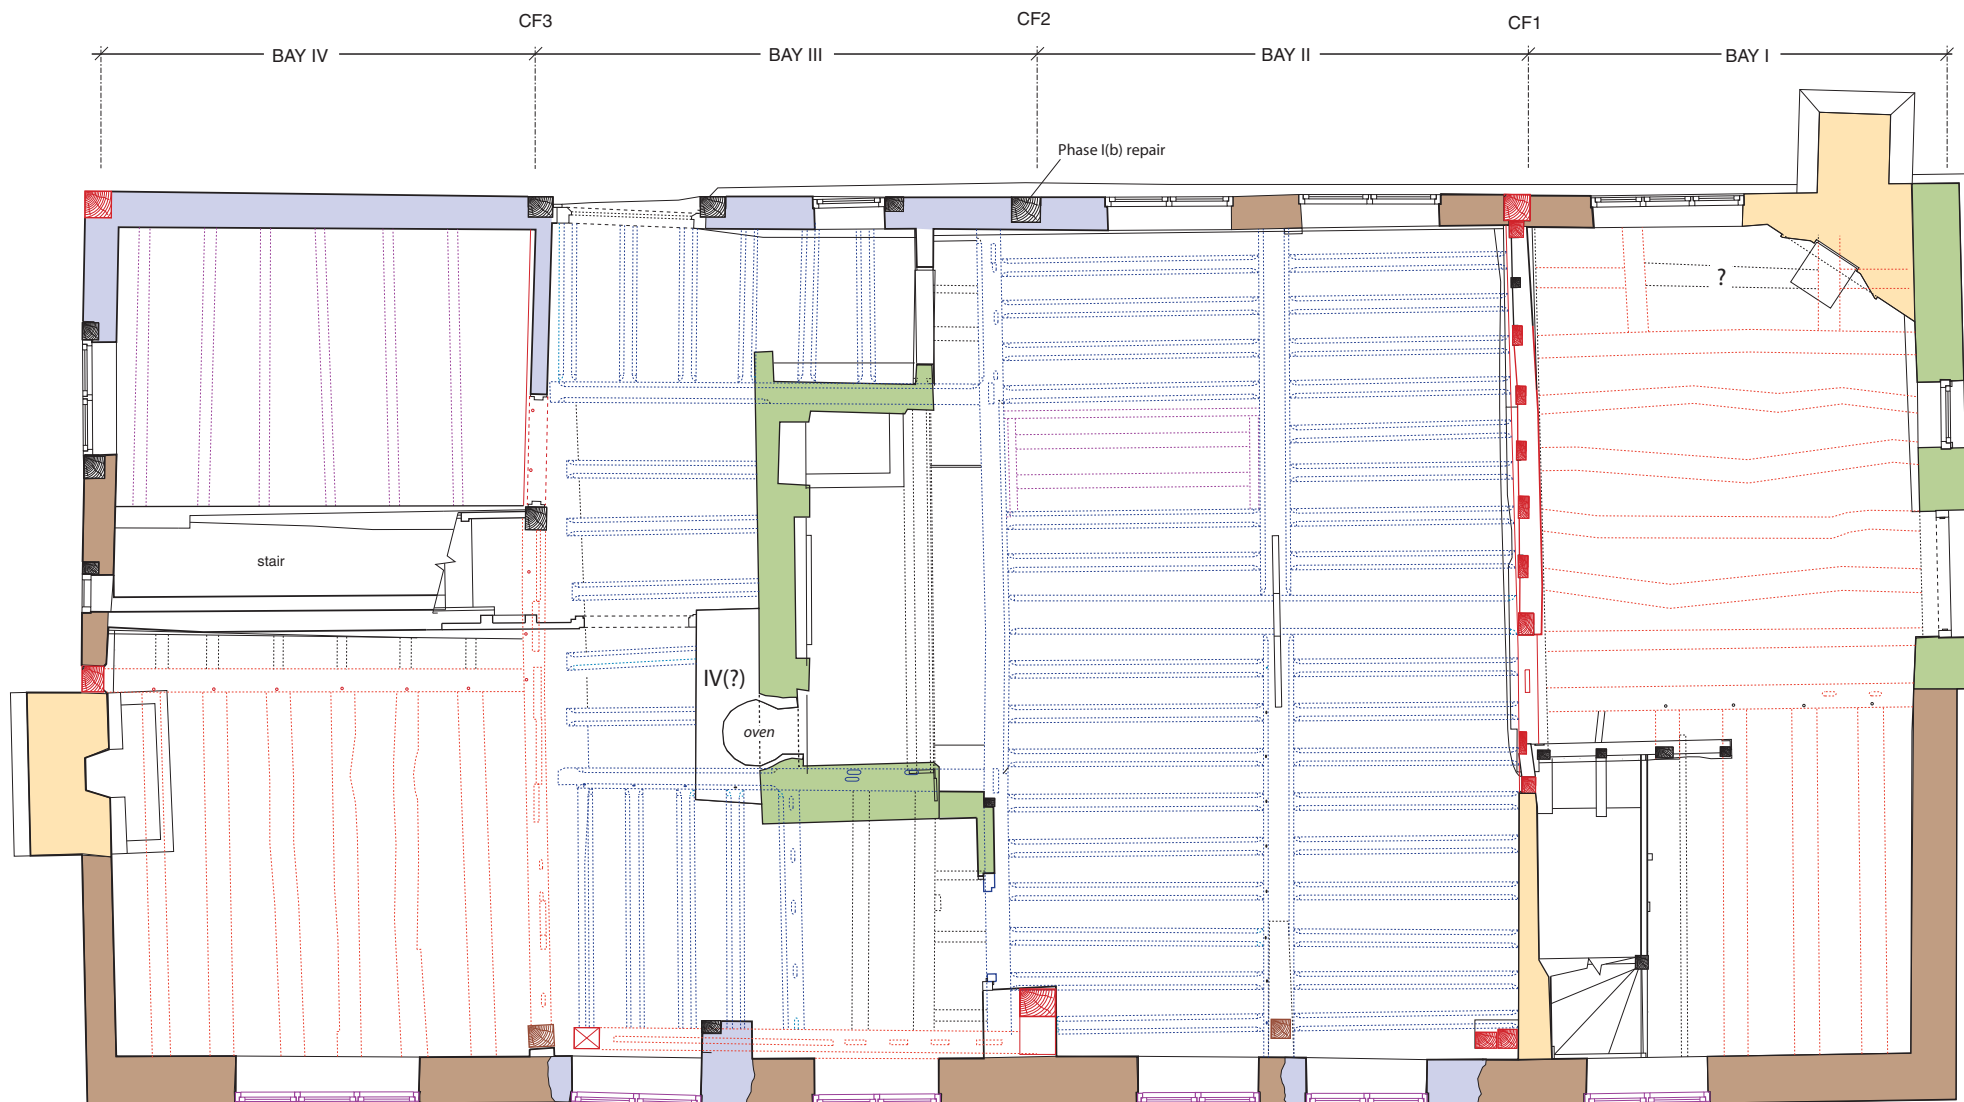 CF3
CF2
CF1
BAY IV
BAY III
BAY II
BAY I
Phase I(b) repair
?
stair
IV(?)
oven